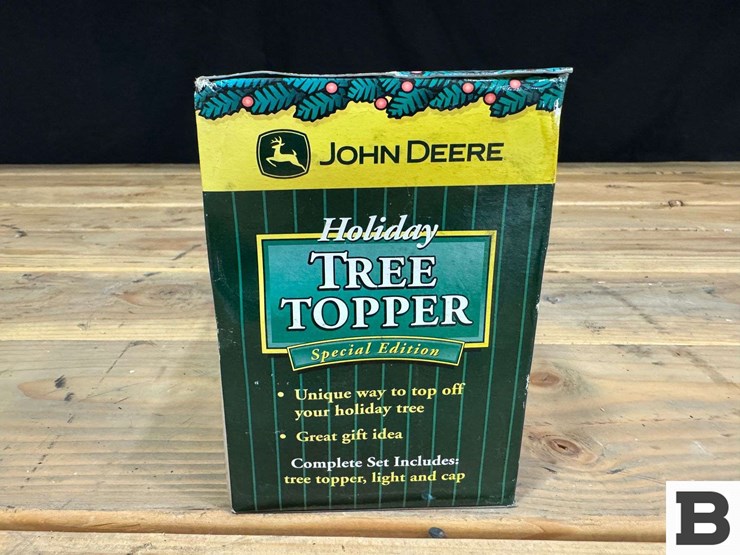 JOHN DEERE
Holiday
TREE
TOPPER
Special Edition
• Unique way to top off
your holiday tree
• Great gift idea
Complete Set Includes:
tree topper, light and cap
B